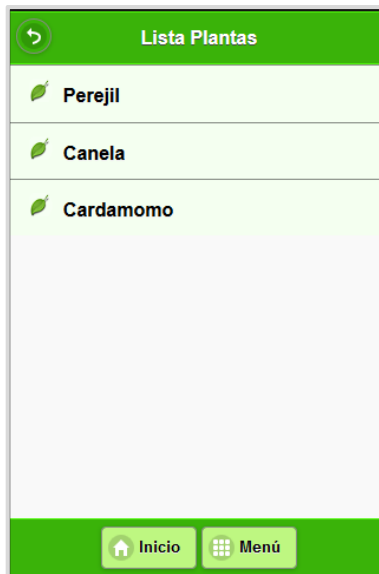 Lista Plantas
Perejil
Canela
Cardamomo
Inicio Menú